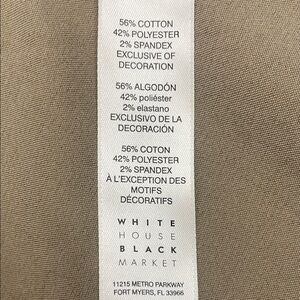 56% COTTON
42% POLYESTER
2% SPANDEX
EXCLUSIVE OF
DECORATION
56% ALGODÓN
42% poliéster
2% elastano
EXCLUSIVO DE LA
DECORACIÓN
56% COTON
42% POLYESTER
2% SPANDEX
À L'EXCEPTION DES
MOTIFS
DÉCORATIFS
WHITE
HOUSE
BLACK
MARKET
11215 METRO PARKWAY
FORT MYERS, FL 33966